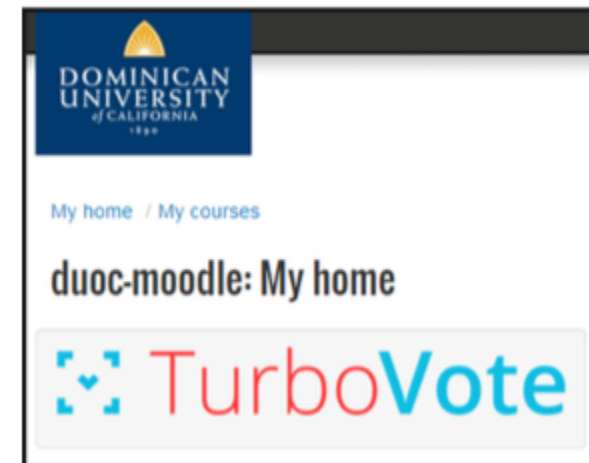 DOMINICAN
UNIVERSITY
of CALIFORNIA
1890
My home / My courses
duoc-moodle: My home
TurboVote